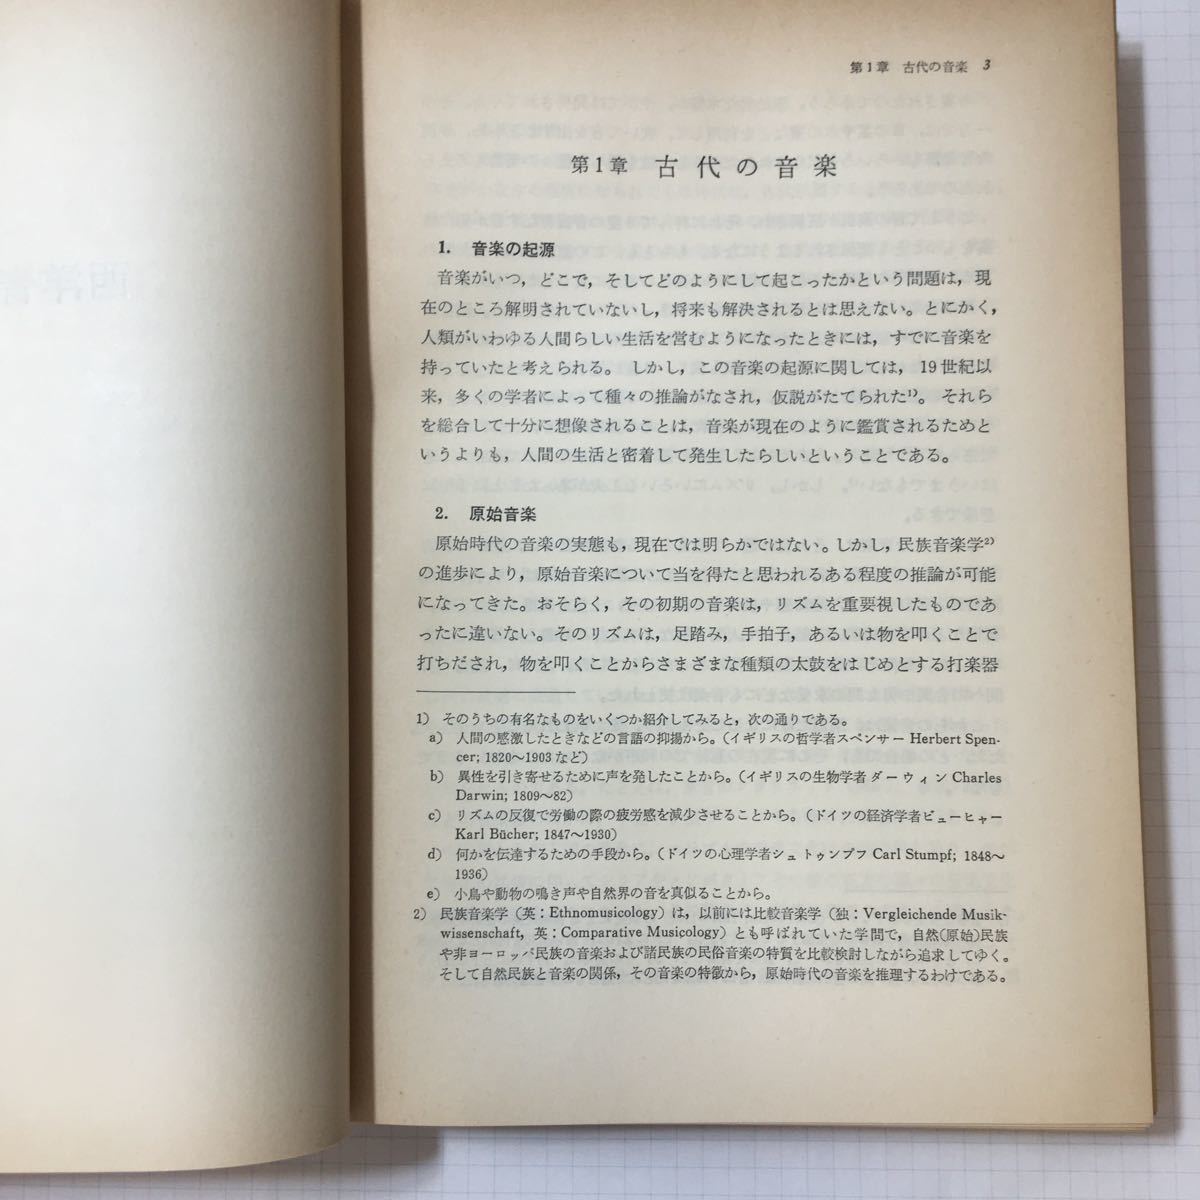 第1章 古代の音楽 3
第1章 古代の音楽
1. 音楽の起源
音楽がいつ，どこで，そしてどのようにして起こったかという問題は，現
在のところ解明されていないし，将来も解決されるとは思えない。とにかく，
人類がいわゆる人間らしい生活を営むようになったときには，すでに音楽を
持っていたと考えられる。しかし，この音楽の起源に関しては，19世紀以
来，多くの学者によって種々の推論がなされ，仮説がたてられた¹⁾。それら
を総合して十分に想像されることは，音楽が現在のように鑑賞されるためと
いうよりも，人間の生活と密着して発生したらしいということである。
2. 原始音楽
原始時代の音楽の実態も，現在では明らかではない。しかし，民族音楽学²⁾
の進歩により，原始音楽について当を得たと思われるある程度の推論が可能
になってきた。おそらく，その初期の音楽は，リズムを重要視したものであ
ったに違いない。そのリズムは，足踏み，手拍子，あるいは物を叩くことで
打ちだされ，物を叩くことからさまざまな種類の太鼓をはじめとする打楽器
1) そのうちの有名なものをいくつか紹介してみると，次の通りである。
a) 人間の感激したときなどの言語の抑揚から。（イギリスの哲学者スペンサー Herbert Spen-
cer; 1820〜1903 など）
b) 異性を引き寄せるために声を発したことから。（イギリスの生物学者ダーウィン Charles
Darwin; 1809〜82）
c) リズムの反復で労働の際の疲労感を減少させることから。（ドイツの経済学者ビューヒャー
Karl Bücher; 1847〜1930）
d) 何かを伝達するための手段から。（ドイツの心理学者シュトゥンプフ Carl Stumpf; 1848〜
1936）
e) 小鳥や動物の鳴き声や自然界の音を真似ることから。
2) 民族音楽学（英：Ethnomusicology）は，以前には比較音楽学（独：Vergleichende Musik-
wissenschaft，英：Comparative Musicology）とも呼ばれていた学問で，自然(原始)民族
や非ヨーロッパ民族の音楽および諸民族の民俗音楽の特質を比較検討しながら追求してゆく。
そして自然民族と音楽の関係，その音楽の特徴から，原始時代の音楽を推理するわけである。